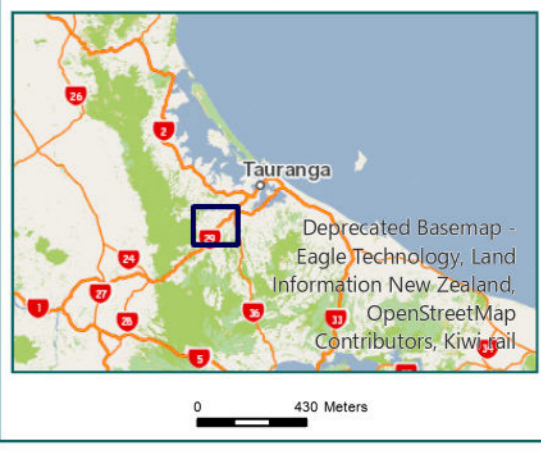 26
2
Tauranga
29
Deprecated Basemap -
Eagle Technology, Land
Information New Zealand,
OpenStreetMap
Contributors, Kiwi rail
24
27
1
28
36
33
34
5
0 430 Meters